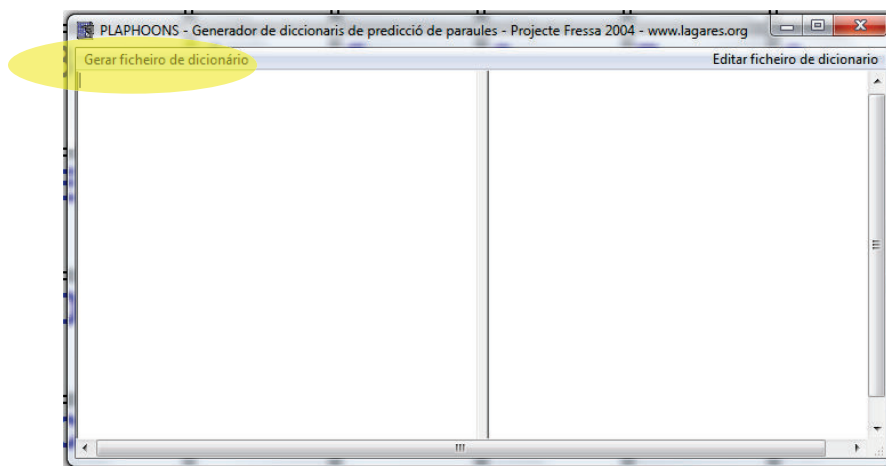 PLAPHOONS - Generador de diccionaris de predicció de paraules - Projecte Fressa 2004 - www.lagares.org
Gerar ficheiro de dicionário Editar ficheiro de dicionario